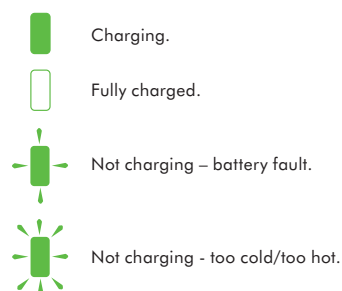 Charging.
Fully charged.
Not charging – battery fault.
Not charging - too cold/too hot.